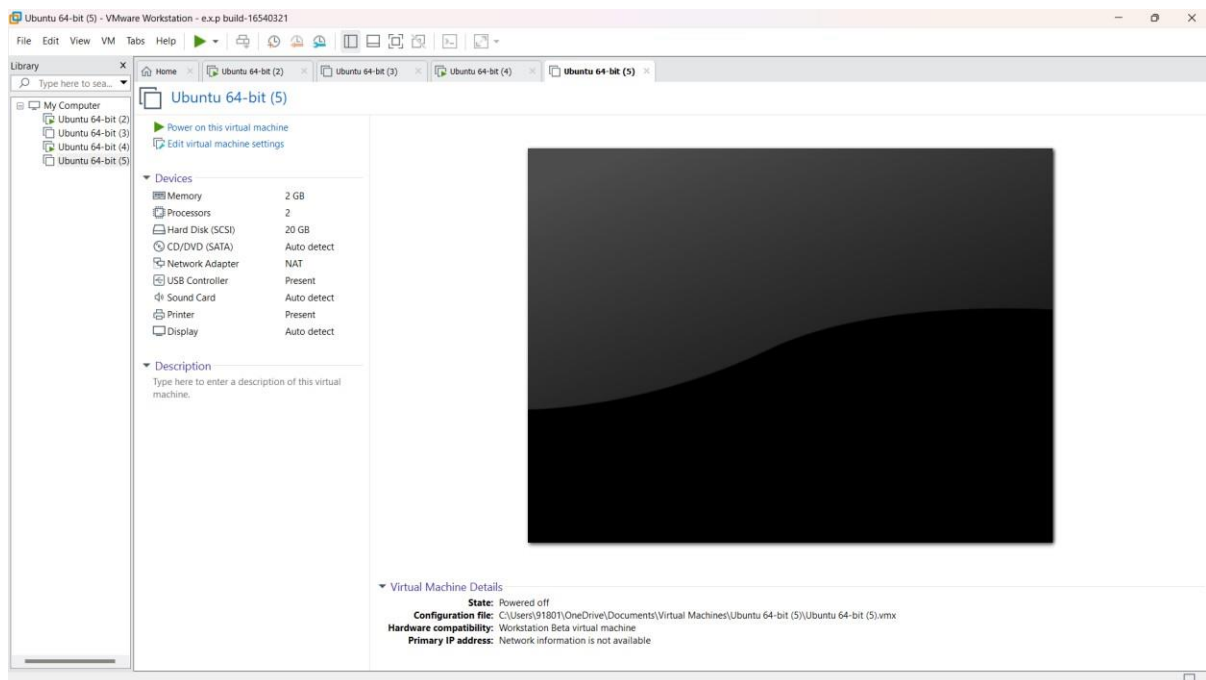 Ubuntu 64-bit (5) - VMware Workstation - e.x.p build-16540321
File Edit View VM Tabs Help
Library X
Type here to sea...
Home Ubuntu 64-bit (2) Ubuntu 64-bit (3) Ubuntu 64-bit (4) Ubuntu 64-bit (5)
My Computer
Ubuntu 64-bit (2)
Ubuntu 64-bit (3)
Ubuntu 64-bit (4)
Ubuntu 64-bit (5)
Ubuntu 64-bit (5)
Power on this virtual machine
Edit virtual machine settings
Devices
Memory 2 GB
Processors 2
Hard Disk (SCSI) 20 GB
CD/DVD (SATA) Auto detect
Network Adapter NAT
USB Controller Present
Sound Card Auto detect
Printer Present
Display Auto detect
Description
Type here to enter a description of this virtual
machine.
Virtual Machine Details
State: Powered off
Configuration file: C:\Users\91801\OneDrive\Documents\Virtual Machines\Ubuntu 64-bit (5)\Ubuntu 64-bit (5).vmx
Hardware compatibility: Workstation Beta virtual machine
Primary IP address: Network information is not available